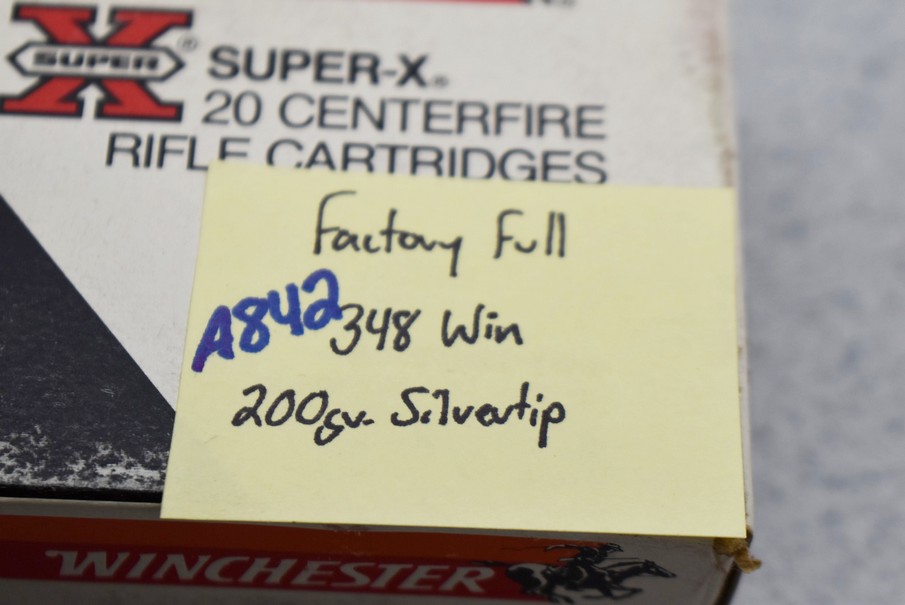 SUPER
SUPER-X®
20 CENTERFIRE
RIFLE CARTRIDGES
Factory Full
A842
348 Win
200gr. Silvertip
WINCHESTER